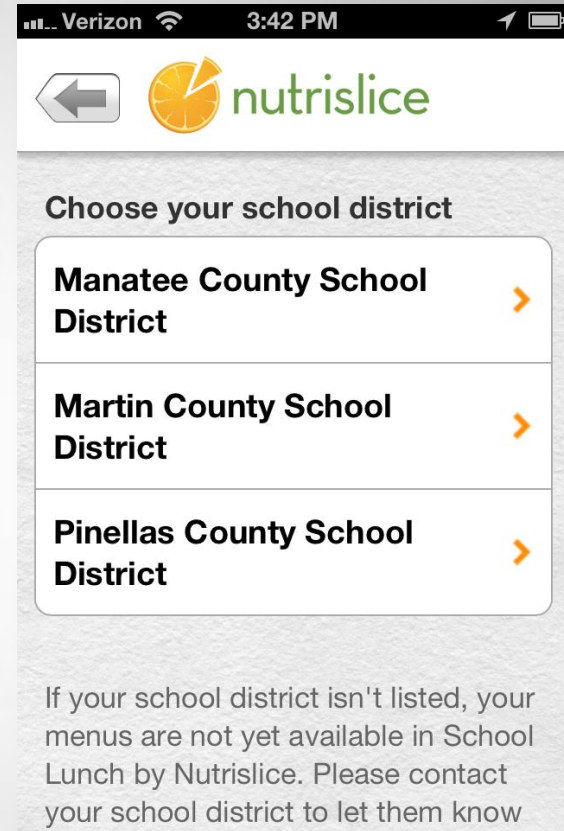 Verizon 3:42 PM
nutrislice
Choose your school district
Manatee County School
District
Martin County School
District
Pinellas County School
District
If your school district isn't listed, your
menus are not yet available in School
Lunch by Nutrislice. Please contact
your school district to let them know